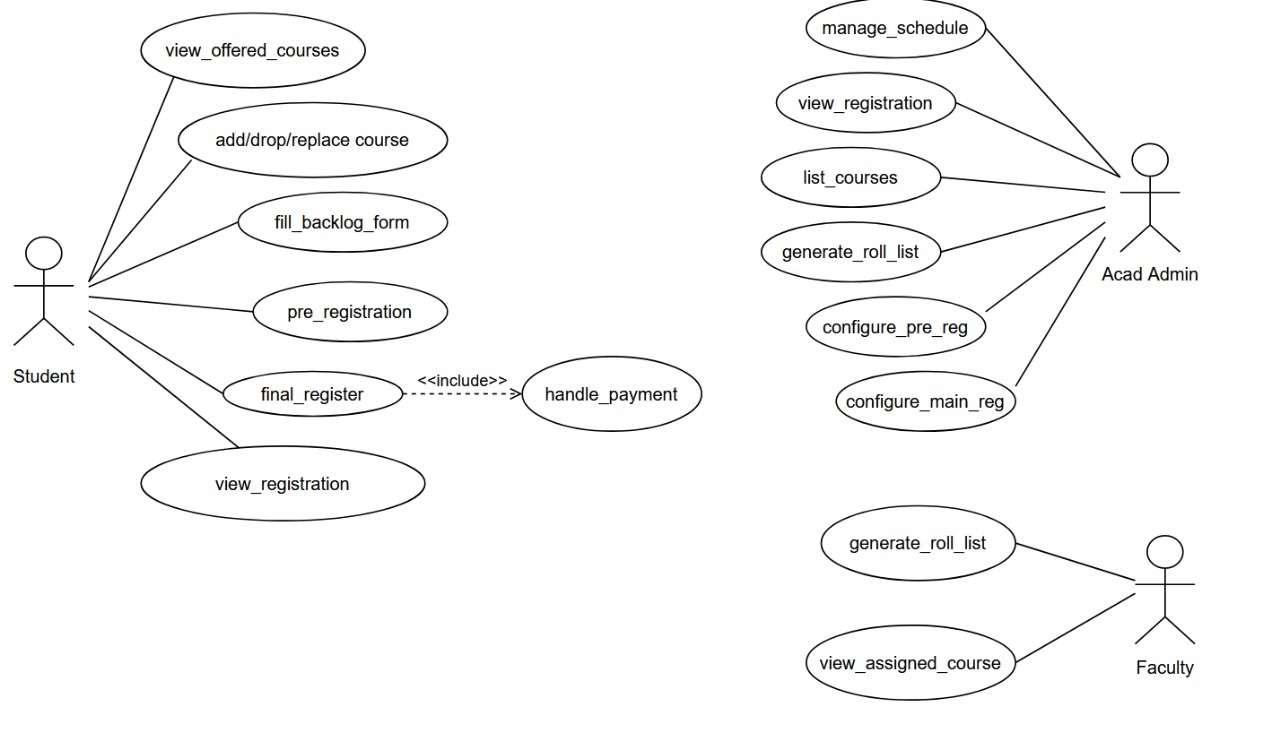 view_offered_courses
add/drop/replace course
fill_backlog_form
pre_registration
final_register
<<include>>
handle_payment
view_registration
Student
manage_schedule
view_registration
list_courses
generate_roll_list
configure_pre_reg
configure_main_reg
Acad Admin
generate_roll_list
view_assigned_course
Faculty